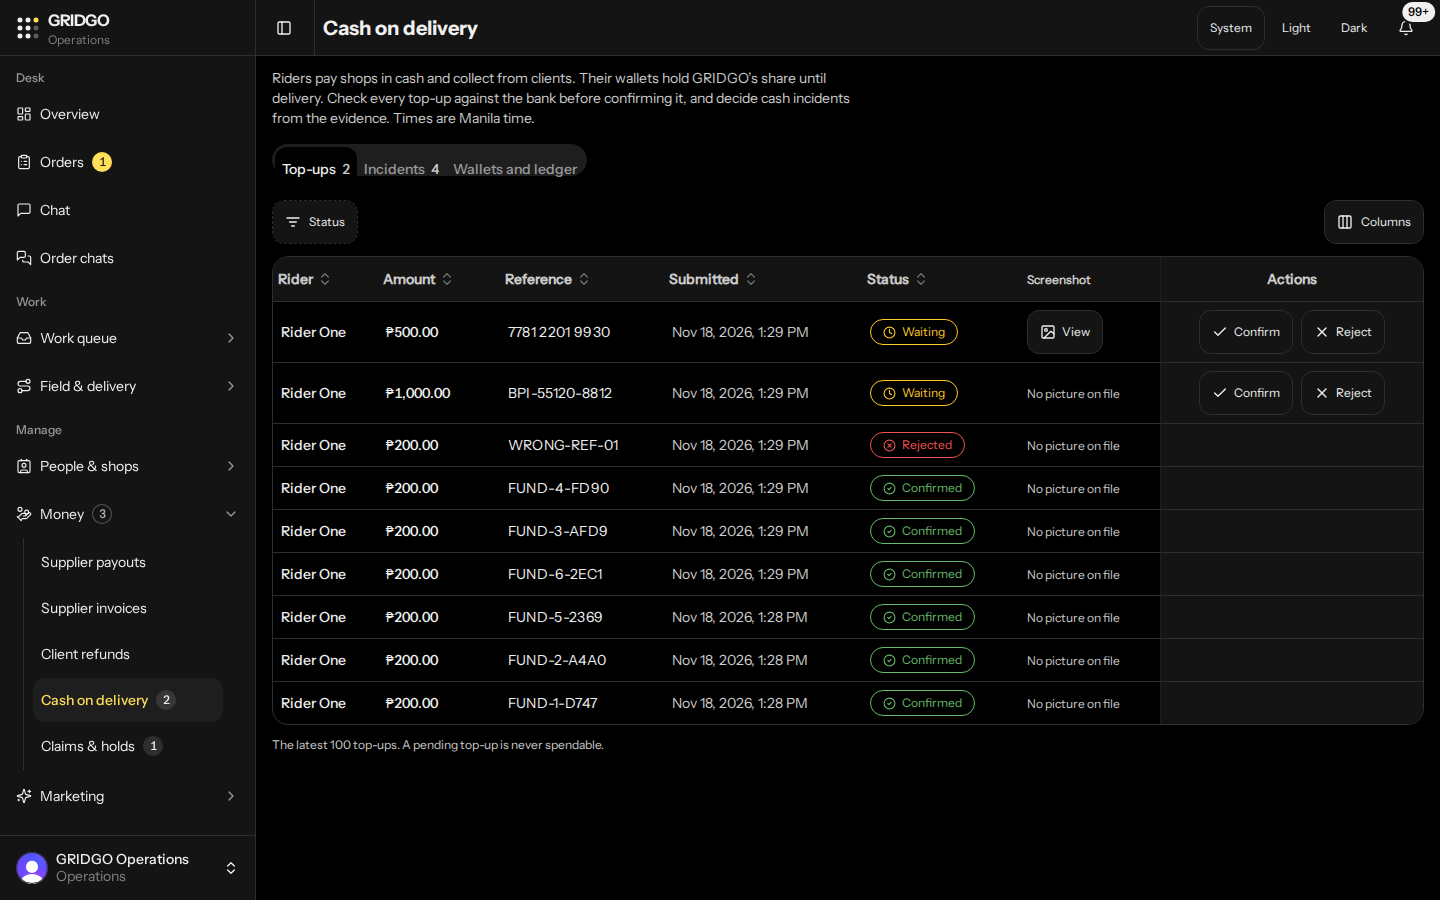 GRIDGO
Operations
Desk
Overview
Orders 1
Chat
Order chats
Work
Work queue
Field & delivery
Manage
People & shops
Money 3
Supplier payouts
Supplier invoices
Client refunds
Cash on delivery 2
Claims & holds 1
Marketing
GRIDGO Operations
Operations
Cash on delivery
System Light Dark 99+
Riders pay shops in cash and collect from clients. Their wallets hold GRIDGO's share until
delivery. Check every top-up against the bank before confirming it, and decide cash incidents
from the evidence. Times are Manila time.
Top-ups 2 Incidents 4 Wallets and ledger
Status Columns
Rider Amount Reference Submitted Status Screenshot Actions
Rider One ₱500.00 7781 2201 9930 Nov 18, 2026, 1:29 PM Waiting View Confirm Reject
Rider One ₱1,000.00 BPI-55120-8812 Nov 18, 2026, 1:29 PM Waiting No picture on file Confirm Reject
Rider One ₱200.00 WRONG-REF-01 Nov 18, 2026, 1:29 PM Rejected No picture on file
Rider One ₱200.00 FUND-4-FD90 Nov 18, 2026, 1:29 PM Confirmed No picture on file
Rider One ₱200.00 FUND-3-AFD9 Nov 18, 2026, 1:29 PM Confirmed No picture on file
Rider One ₱200.00 FUND-6-2EC1 Nov 18, 2026, 1:29 PM Confirmed No picture on file
Rider One ₱200.00 FUND-5-2369 Nov 18, 2026, 1:29 PM Confirmed No picture on file
Rider One ₱200.00 FUND-2-A4A0 Nov 18, 2026, 1:28 PM Confirmed No picture on file
Rider One ₱200.00 FUND-1-D747 Nov 18, 2026, 1:28 PM Confirmed No picture on file
The latest 100 top-ups. A pending top-up is never spendable.